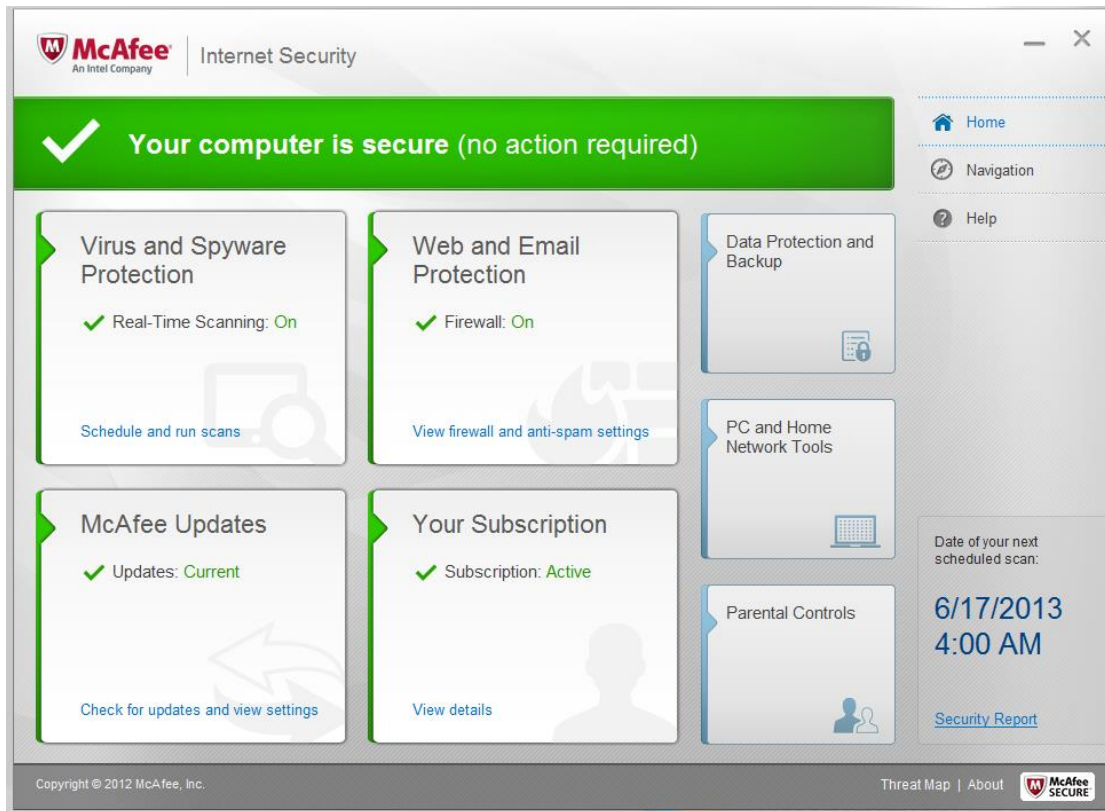 McAfee
An Intel Company
Internet Security
Your computer is secure (no action required)
Home
Navigation
Help
Virus and Spyware
Protection
Real-Time Scanning: On
Schedule and run scans
Web and Email
Protection
Firewall: On
View firewall and anti-spam settings
Data Protection and
Backup
PC and Home
Network Tools
McAfee Updates
Updates: Current
Check for updates and view settings
Your Subscription
Subscription: Active
View details
Parental Controls
Date of your next
scheduled scan:
6/17/2013
4:00 AM
Security Report
Copyright © 2012 McAfee, Inc.
Threat Map | About
McAfee
SECURE